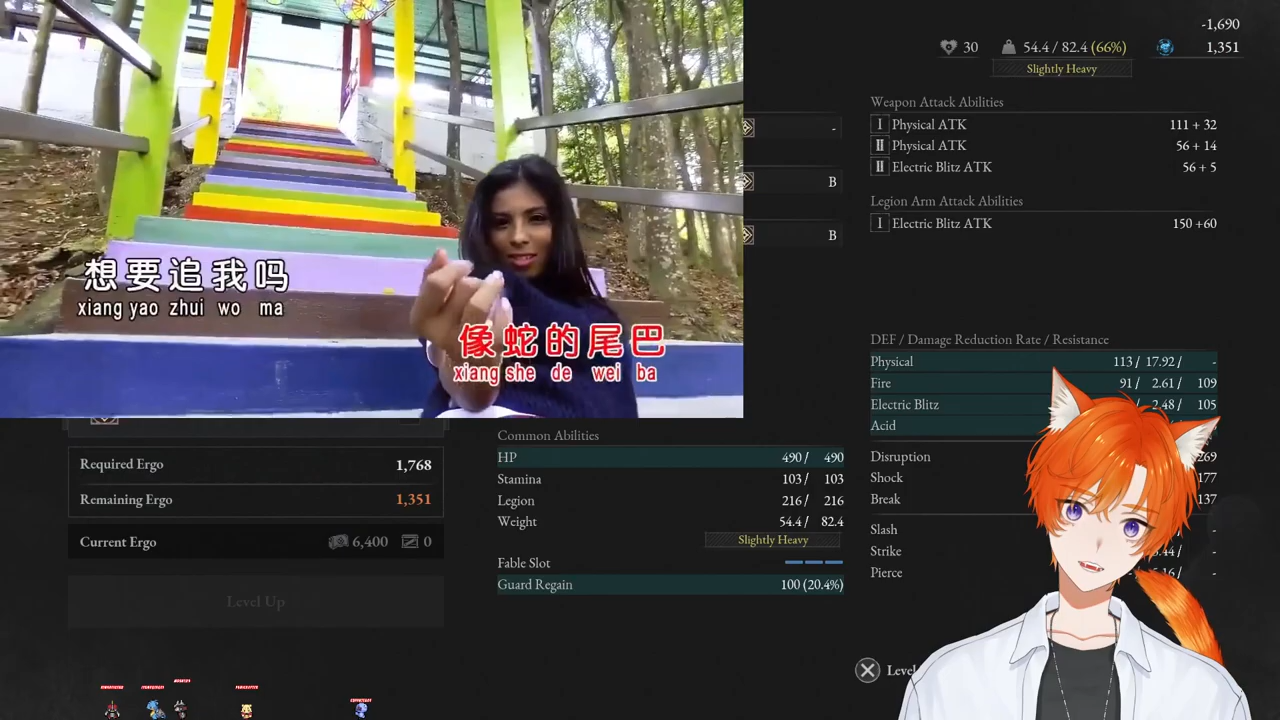 -1,690
30
54.4 / 82.4 (66%)
1,351
Slightly Heavy
想要追我吗
xiang yao zhui wo ma
像蛇的尾巴
xiang she de wei ba
-
B
B
Weapon Attack Abilities
I Physical ATK 111 + 32
II Physical ATK 56 + 14
II Electric Blitz ATK 56 + 5
Legion Arm Attack Abilities
I Electric Blitz ATK 150 +60
Required Ergo 1,768
Remaining Ergo 1,351
Current Ergo 6,400 0
Level Up
Common Abilities
HP 490 / 490
Stamina 103 / 103
Legion 216 / 216
Weight 54.4 / 82.4
Slightly Heavy
Fable Slot
Guard Regain 100 (20.4%)
DEF / Damage Reduction Rate / Resistance
Physical 113 / 17.92 / -
Fire 91 / 2.61 / 109
Electric Blitz / 2.48 / 105
Acid
Disruption 269
Shock 177
Break 137
Slash -
Strike /
Pierce /
Level